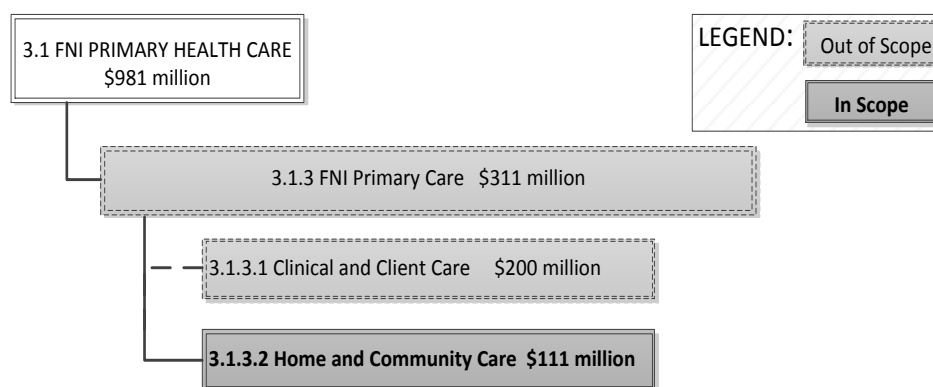 3.1 FNI PRIMARY HEALTH CARE
$981 million
LEGEND:
Out of Scope
In Scope
3.1.3 FNI Primary Care $311 million
3.1.3.1 Clinical and Client Care $200 million
3.1.3.2 Home and Community Care $111 million